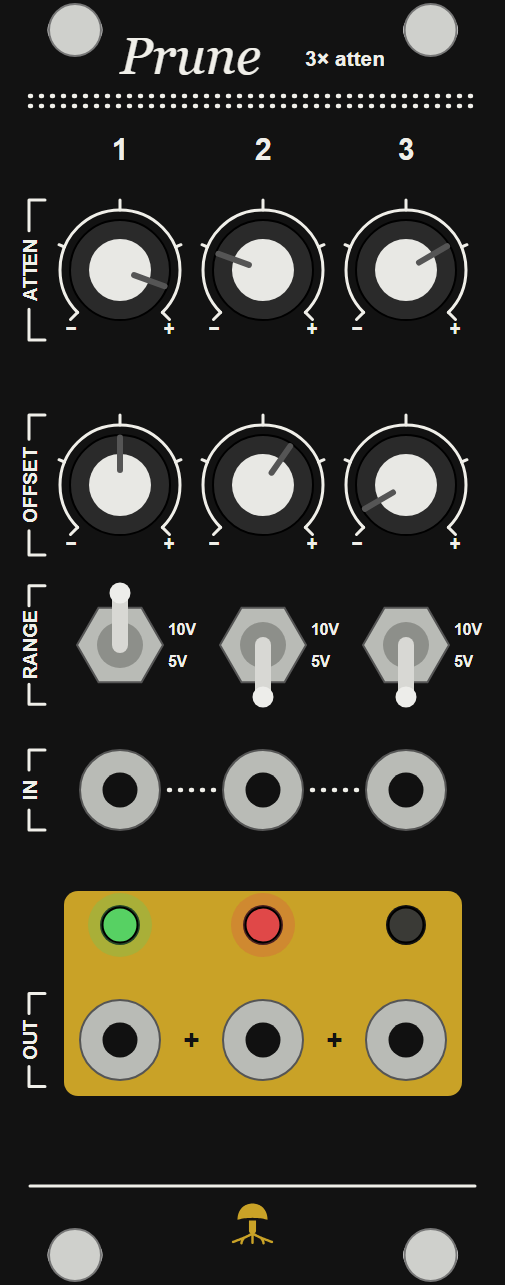 Prune 3× atten
1 2 3
ATTEN
− + − + − +
OFFSET
− + − + − +
RANGE
10V 10V 10V
5V 5V 5V
IN
OUT
+ +